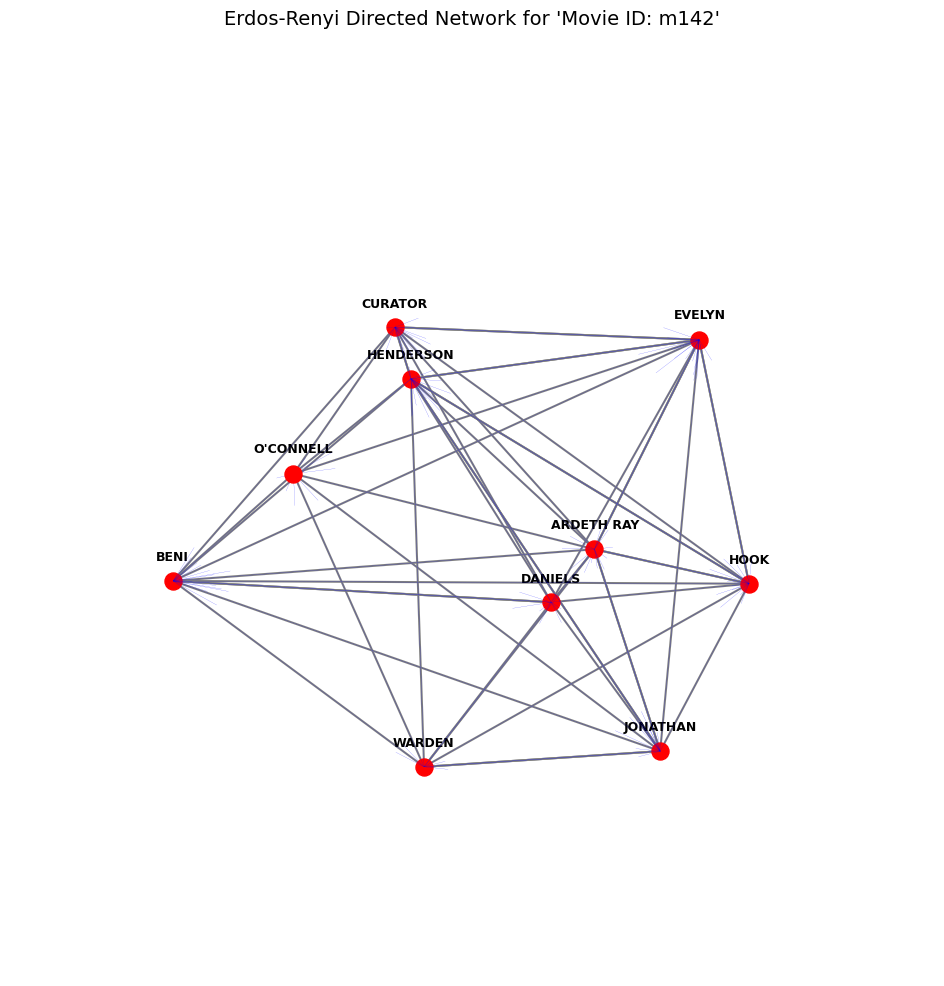 Erdos-Renyi Directed Network for 'Movie ID: m142'
CURATOR
EVELYN
HENDERSON
O'CONNELL
ARDETH RAY
BENI
HOOK
DANIELS
JONATHAN
WARDEN